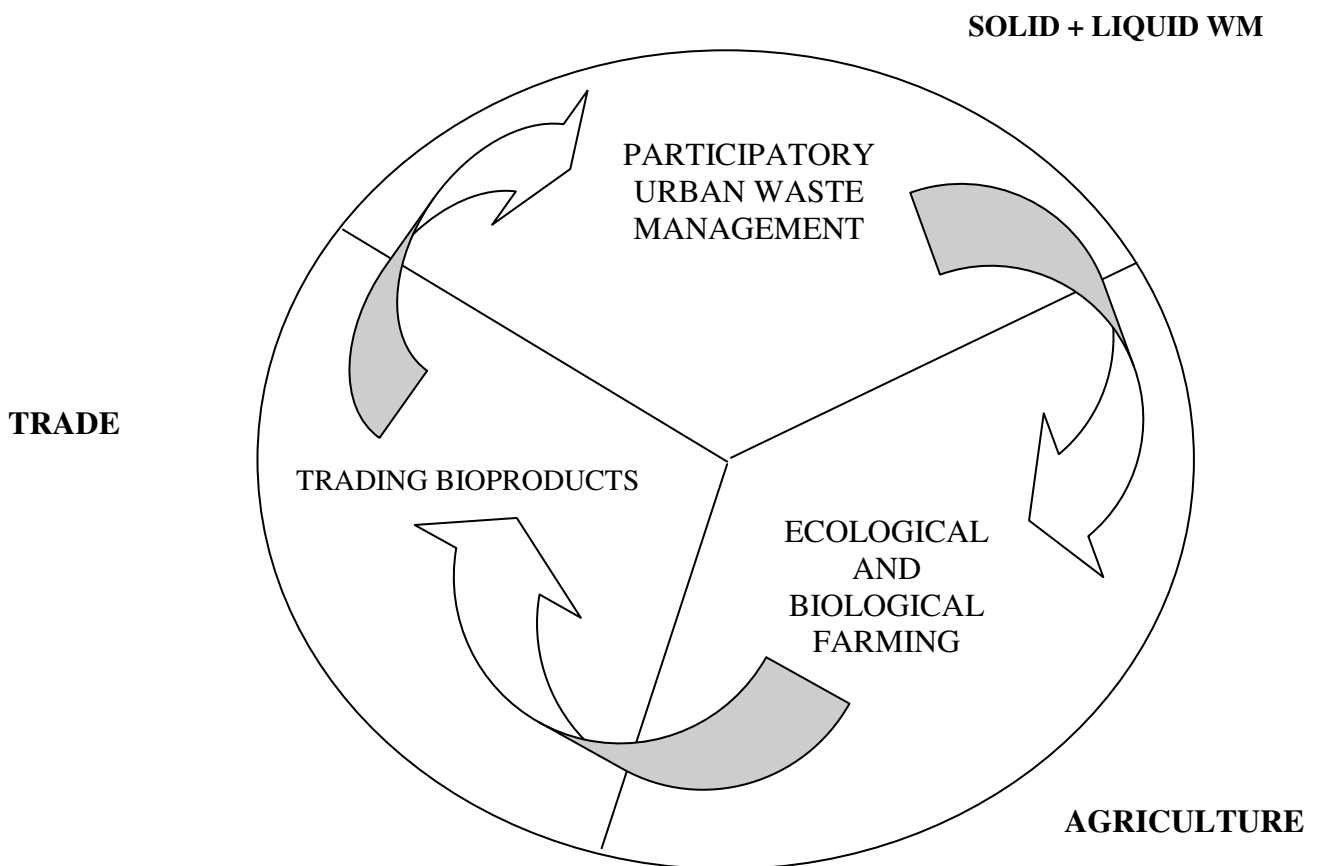 SOLID + LIQUID WM
PARTICIPATORY
URBAN WASTE
MANAGEMENT
TRADE
TRADING BIOPRODUCTS
ECOLOGICAL
AND
BIOLOGICAL
FARMING
AGRICULTURE